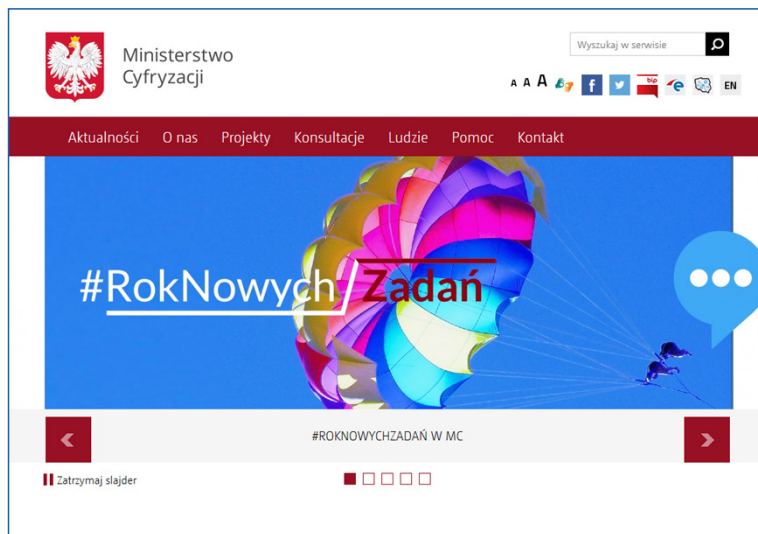 Ministerstwo
Cyfryzacji
Wyszukaj w serwisie
A A A
f
bip
EN
Aktualności O nas Projekty Konsultacje Ludzie Pomoc Kontakt
#RokNowych/Zadań
#ROKNOWYCHZADAŃ W MC
Zatrzymaj slajder